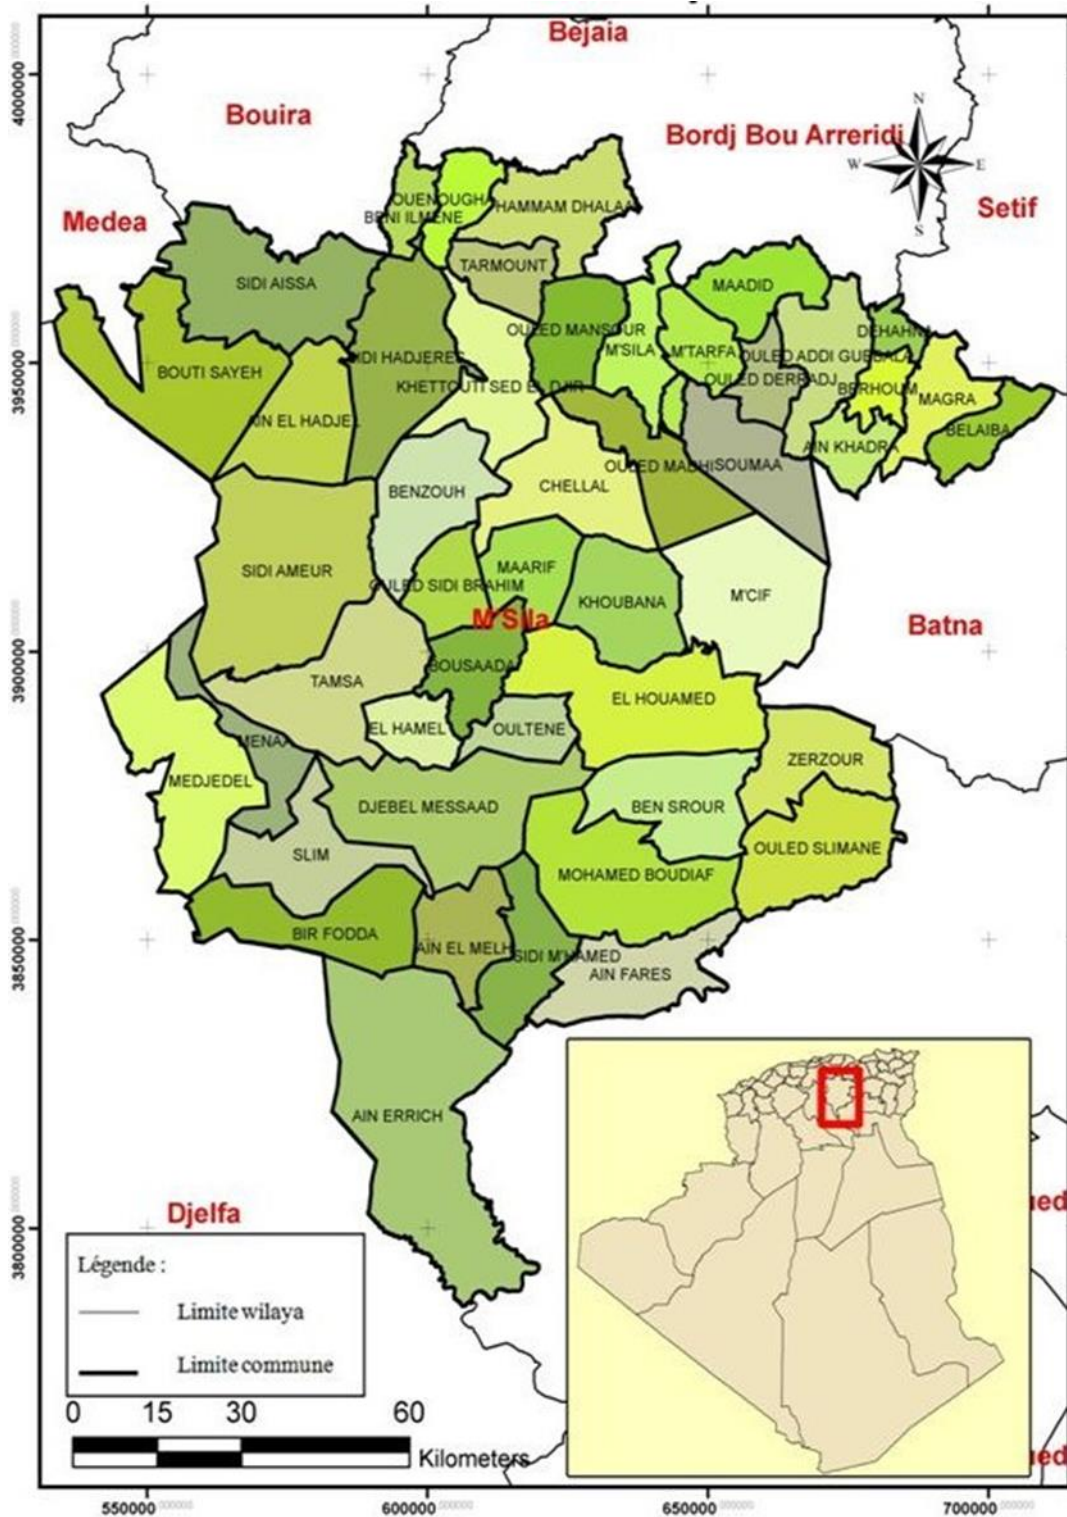 Bejaia
Bouira
Bordj Bou Arreridj
N
W
E
S
Medea
Setif
OUENOUGHA
BENI ILMENE
HAMMAM DHALAA
TARMOUNT
SIDI AISSA
MAADID
OULED MANSOUR
DEHAHNA
M'SILA
M'TARFA
OULED ADDI GUEBALA
SIDI HADJERES
BOUTI SAYEH
KHETTOUTI SED EL DJIR
OULED DERRADJ
BERHOUM
MAGRA
AIN EL HADJEL
BELAIBA
AIN KHADRA
OULED MADHI
SOUMAA
BENZOUH
CHELLAL
SIDI AMEUR
MAARIF
OULED SIDI BRAHIM
M'CIF
KHOUBANA
M'Sila
Batna
BOUSAADA
TAMSA
EL HOUAMED
EL HAMEL
OULTENE
MENAA
ZERZOUR
MEDJEDEL
DJEBEL MESSAAD
BEN SROUR
SLIM
OULED SLIMANE
MOHAMED BOUDIAF
BIR FODDA
AIN EL MELH
SIDI M'HAMED
AIN FARES
AIN ERRICH
Djelfa
ued
ued
Légende :
Limite wilaya
Limite commune
0 15 30 60
Kilometers
4000000
3950000
3900000
3850000
3800000
550000 600000 650000 700000